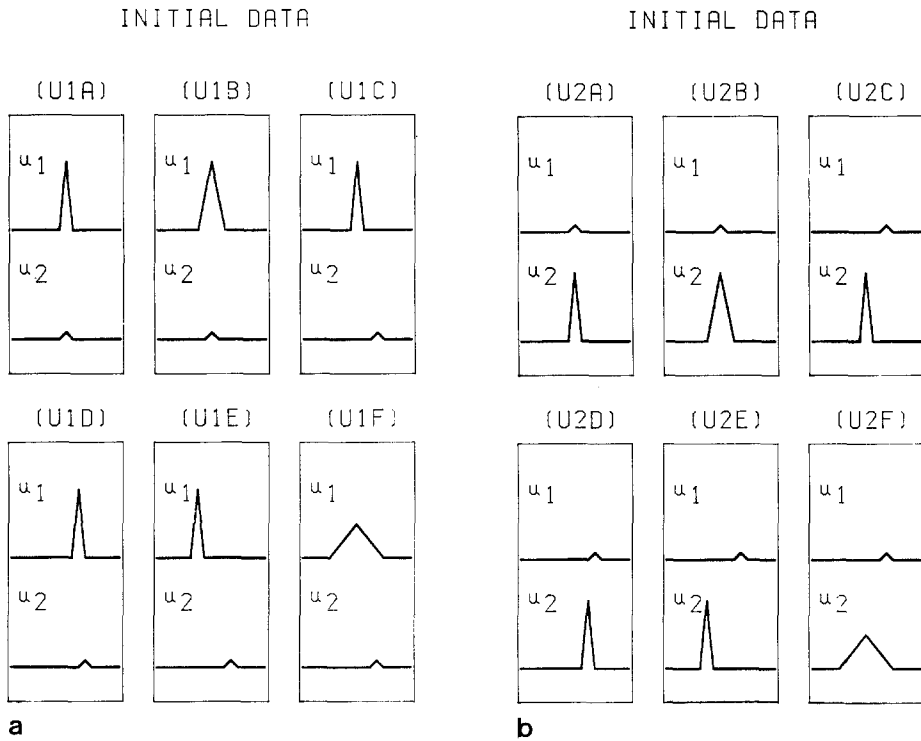 INITIAL DATA
(U1A) (U1B) (U1C)
u1 u1 u1
u2 u2 u2
(U1D) (U1E) (U1F)
u1 u1 u1
u2 u2 u2
a
INITIAL DATA
(U2A) (U2B) (U2C)
u1 u1 u1
u2 u2 u2
(U2D) (U2E) (U2F)
u1 u1 u1
u2 u2 u2
b